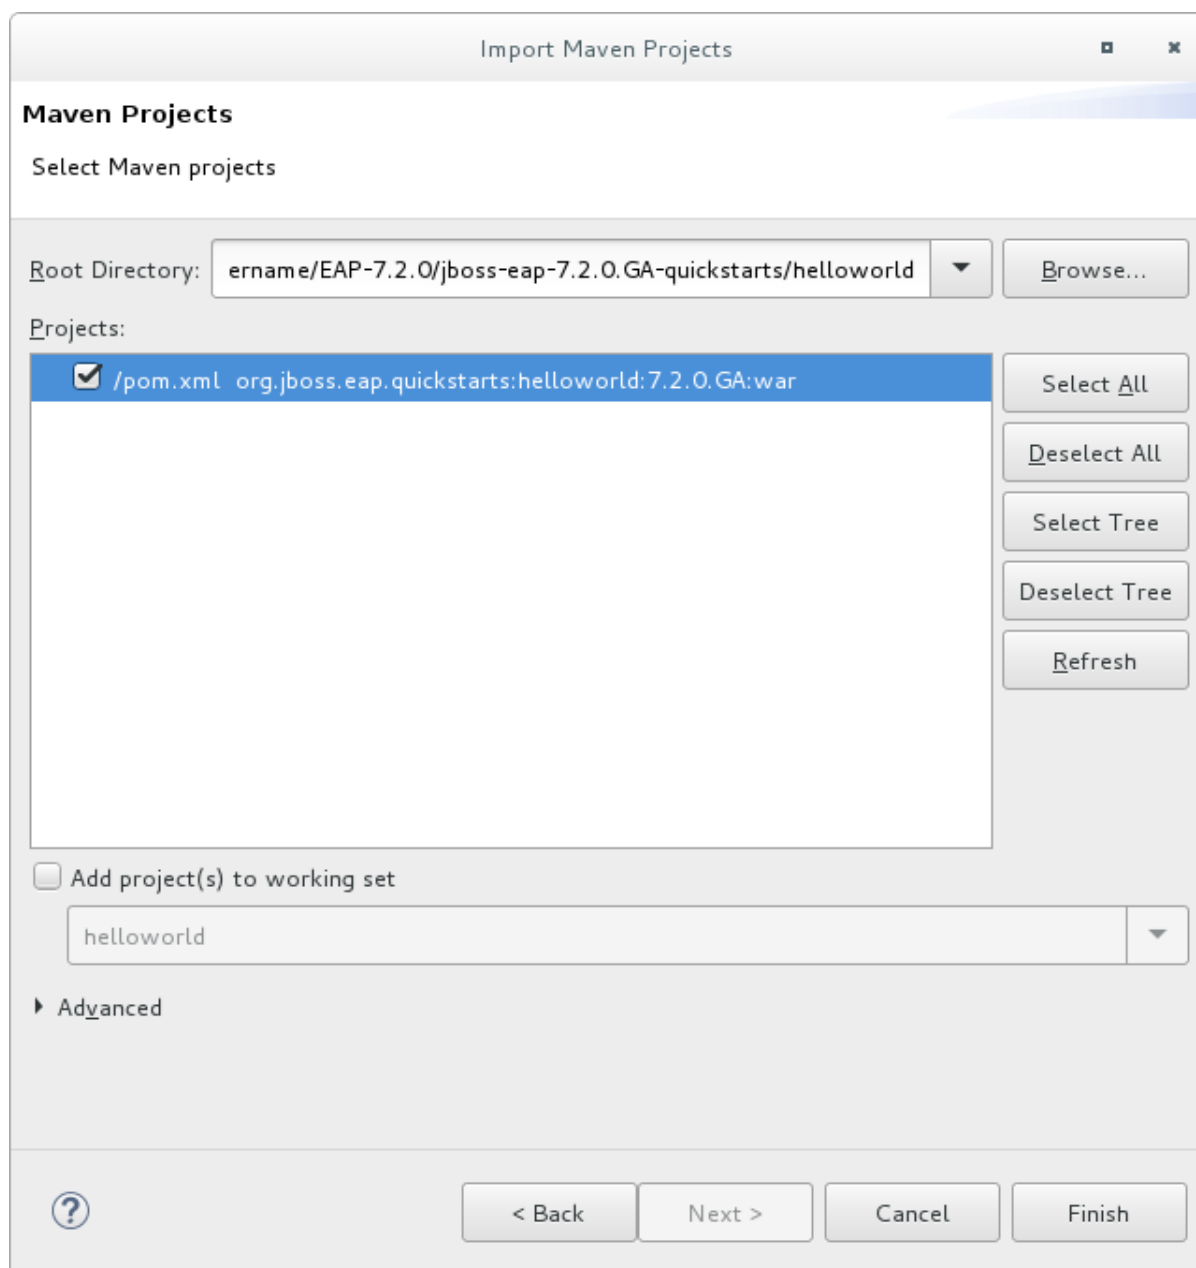 Import Maven Projects
Maven Projects
Select Maven projects
Root Directory: ername/EAP-7.2.0/jboss-eap-7.2.0.GA-quickstarts/helloworld Browse...
Projects:
/pom.xml org.jboss.eap.quickstarts:helloworld:7.2.0.GA:war
Select All
Deselect All
Select Tree
Deselect Tree
Refresh
Add project(s) to working set
helloworld
Advanced
? < Back Next > Cancel Finish